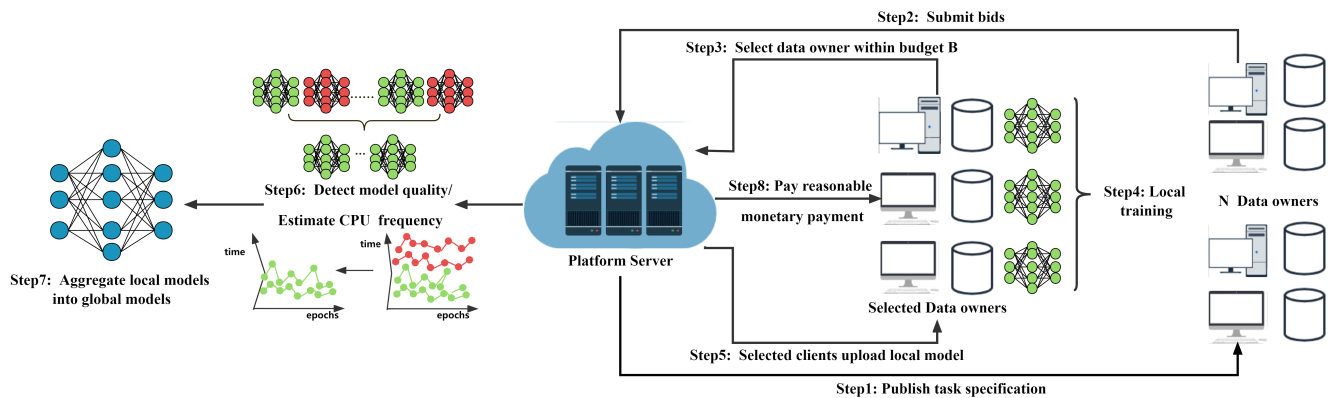 Step2: Submit bids
Step3: Select data owner within budget B
Step6: Detect model quality/
Estimate CPU frequency
time
epochs
time
epochs
Step7: Aggregate local models
into global models
Platform Server
Step8: Pay reasonable
monetary payment
Step4: Local
training
N Data owners
Selected Data owners
Step5: Selected clients upload local model
Step1: Publish task specification